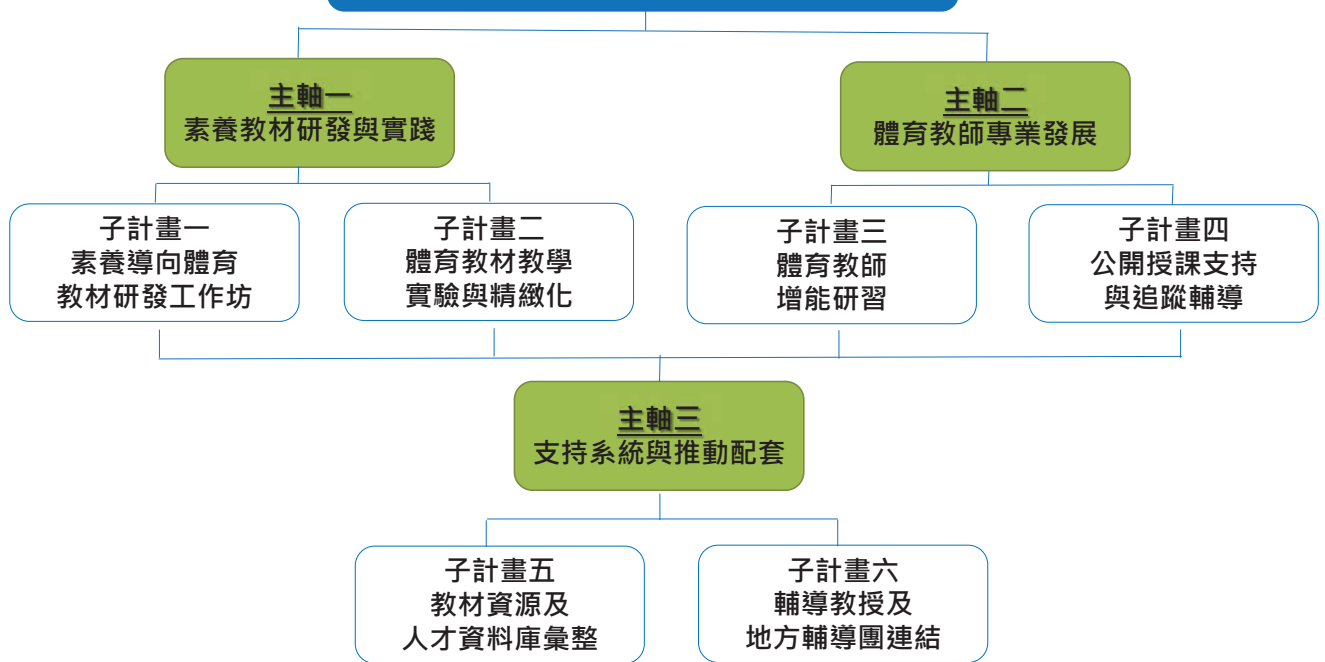 主軸一
素養教材研發與實踐
主軸二
體育教師專業發展
子計畫一
素養導向體育
教材研發工作坊
子計畫二
體育教材教學
實驗與精緻化
子計畫三
體育教師
增能研習
子計畫四
公開授課支持
與追蹤輔導
主軸三
支持系統與推動配套
子計畫五
教材資源及
人才資料庫彙整
子計畫六
輔導教授及
地方輔導團連結